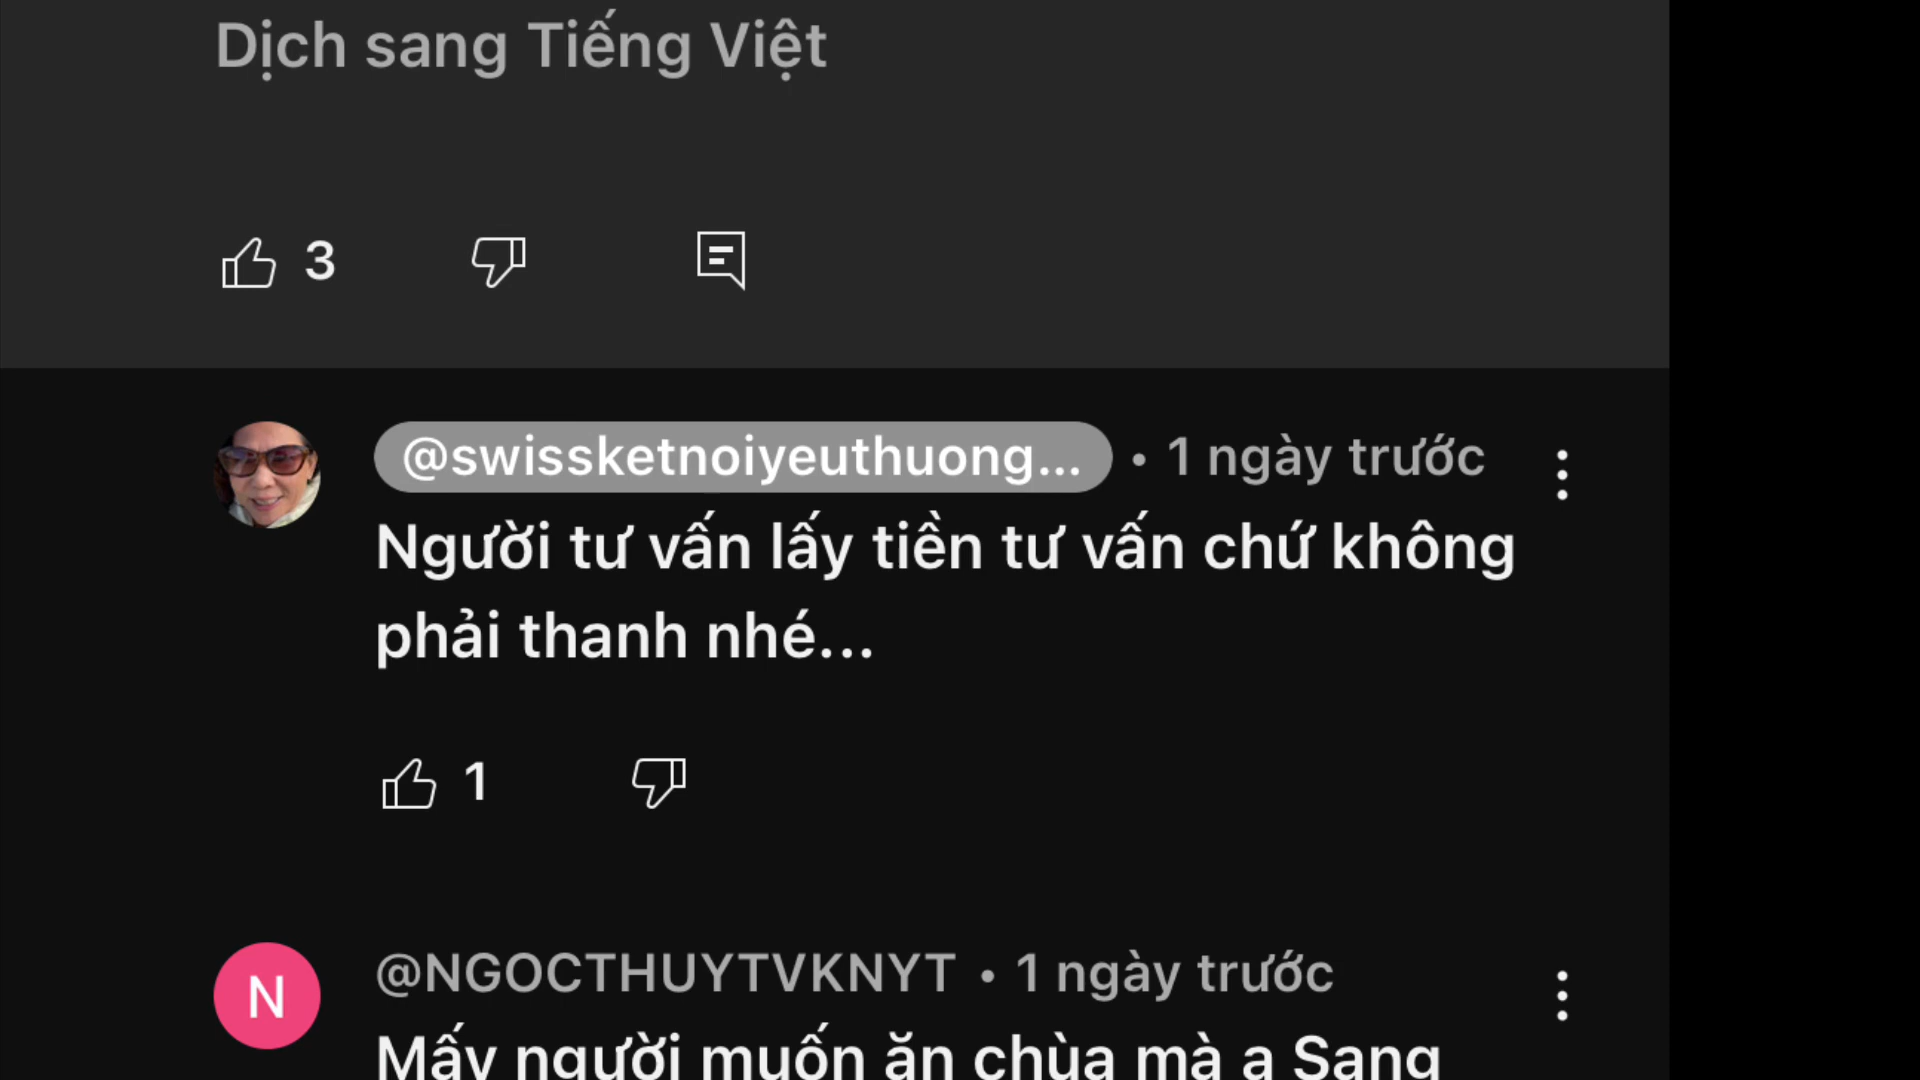 Dịch sang Tiếng Việt
3
@swissketnoiyeuthuong... • 1 ngày trước
Người tư vấn lấy tiền tư vấn chứ không
phải thanh nhé...
1
N
@NGOCTHUYTVKNYT • 1 ngày trước
Mấy người muốn ăn chùa mà a Sang